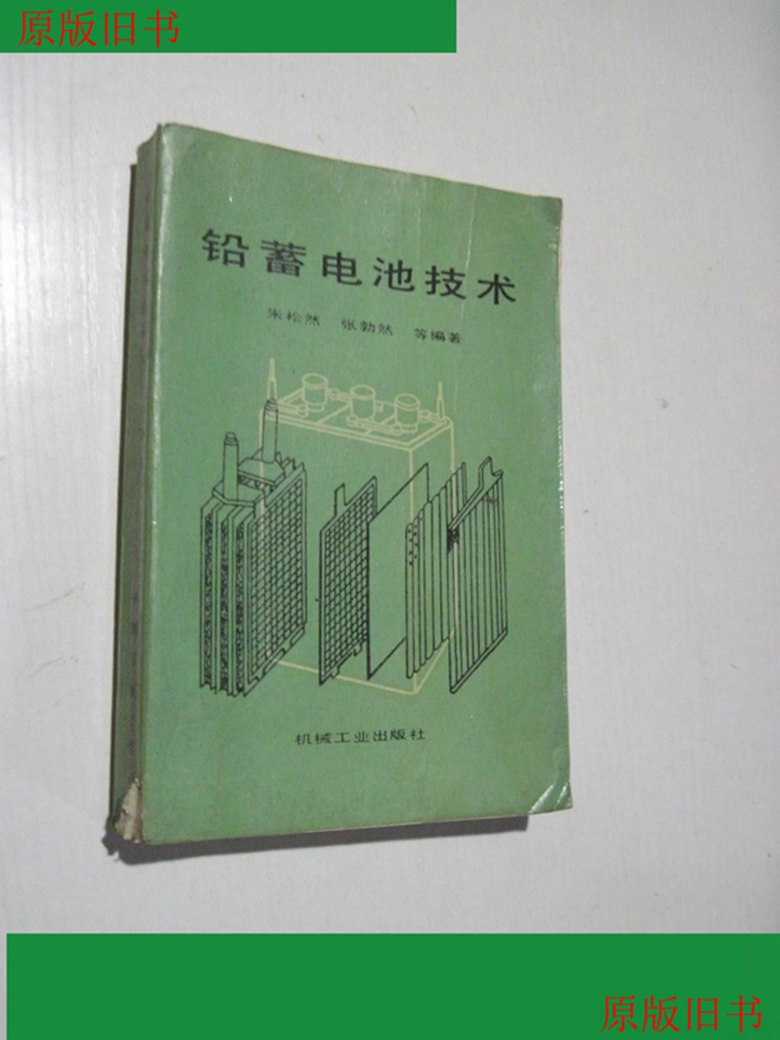 原版旧书
铅蓄电池技术
朱松然 张勃然 等编著
机械工业出版社
原版旧书